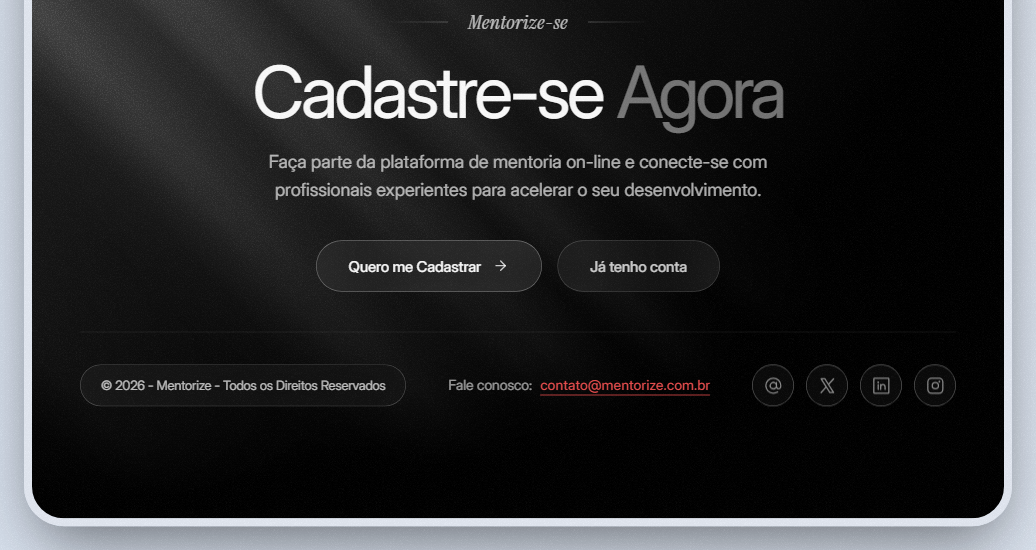 Mentorize-se
Cadastre-se Agora
Faça parte da plataforma de mentoria on-line e conecte-se com
profissionais experientes para acelerar o seu desenvolvimento.
Quero me Cadastrar →
Já tenho conta
© 2026 - Mentorize - Todos os Direitos Reservados
Fale conosco: contato@mentorize.com.br